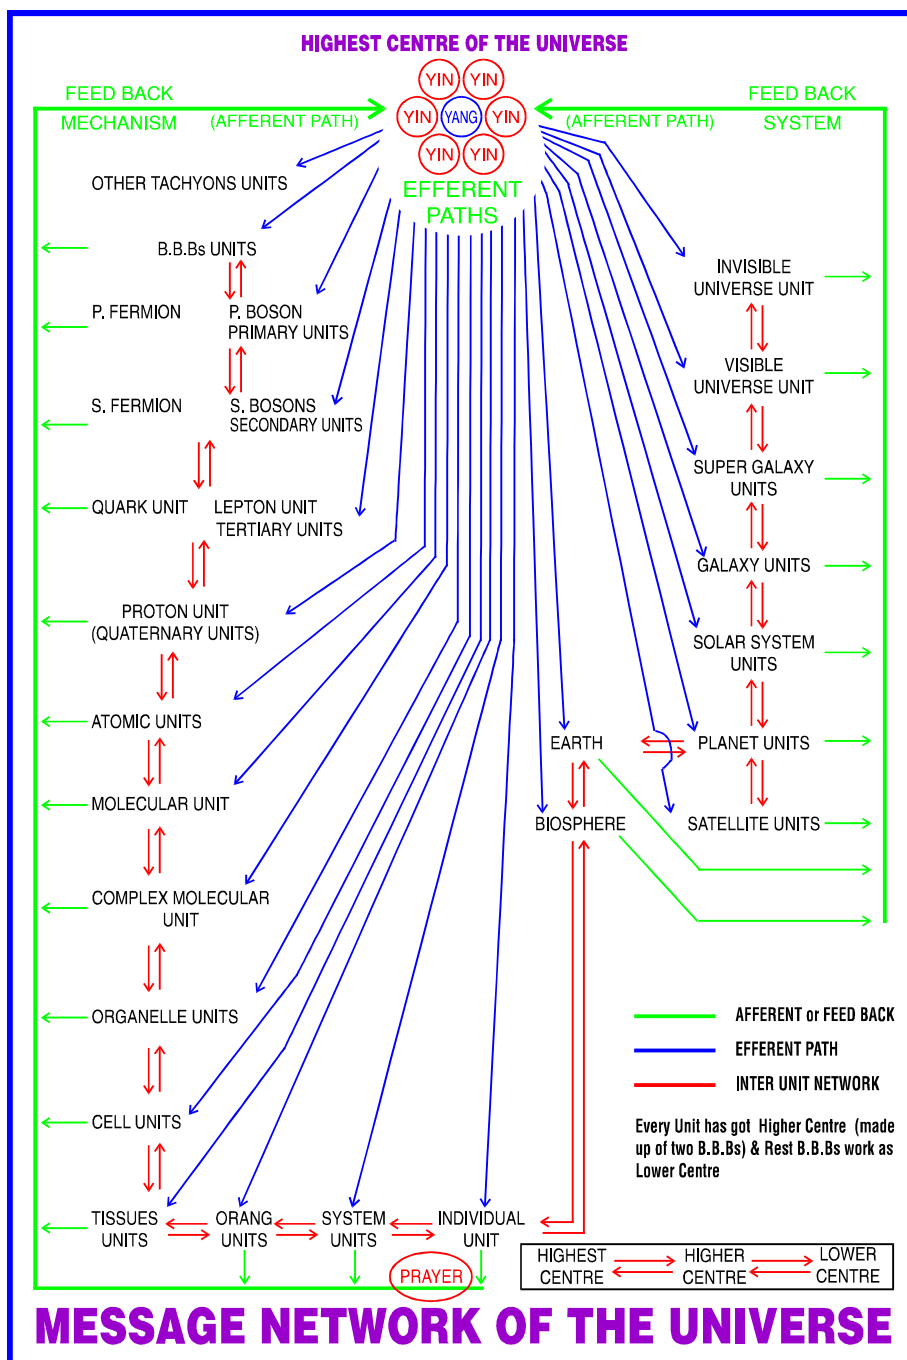 HIGHEST CENTRE OF THE UNIVERSE
YIN YIN
YIN YANG YIN
YIN YIN
FEED BACK
MECHANISM
(AFFERENT PATH)
(AFFERENT PATH)
FEED BACK
SYSTEM
EFFERENT
PATHS
OTHER TACHYONS UNITS
B.B.Bs UNITS
P. FERMION
P. BOSON
PRIMARY UNITS
S. FERMION
S. BOSONS
SECONDARY UNITS
QUARK UNIT
LEPTON UNIT
TERTIARY UNITS
PROTON UNIT
(QUATERNARY UNITS)
ATOMIC UNITS
MOLECULAR UNIT
COMPLEX MOLECULAR
UNIT
ORGANELLE UNITS
CELL UNITS
TISSUES
UNITS
ORANG
UNITS
SYSTEM
UNITS
INDIVIDUAL
UNIT
PRAYER
INVISIBLE
UNIVERSE UNIT
VISIBLE
UNIVERSE UNIT
SUPER GALAXY
UNITS
GALAXY UNITS
SOLAR SYSTEM
UNITS
EARTH
PLANET UNITS
BIOSPHERE
SATELLITE UNITS
AFFERENT or FEED BACK
EFFERENT PATH
INTER UNIT NETWORK
Every Unit has got Higher Centre (made
up of two B.B.Bs) & Rest B.B.Bs work as
Lower Centre
HIGHEST
CENTRE
HIGHER
CENTRE
LOWER
CENTRE
MESSAGE NETWORK OF THE UNIVERSE